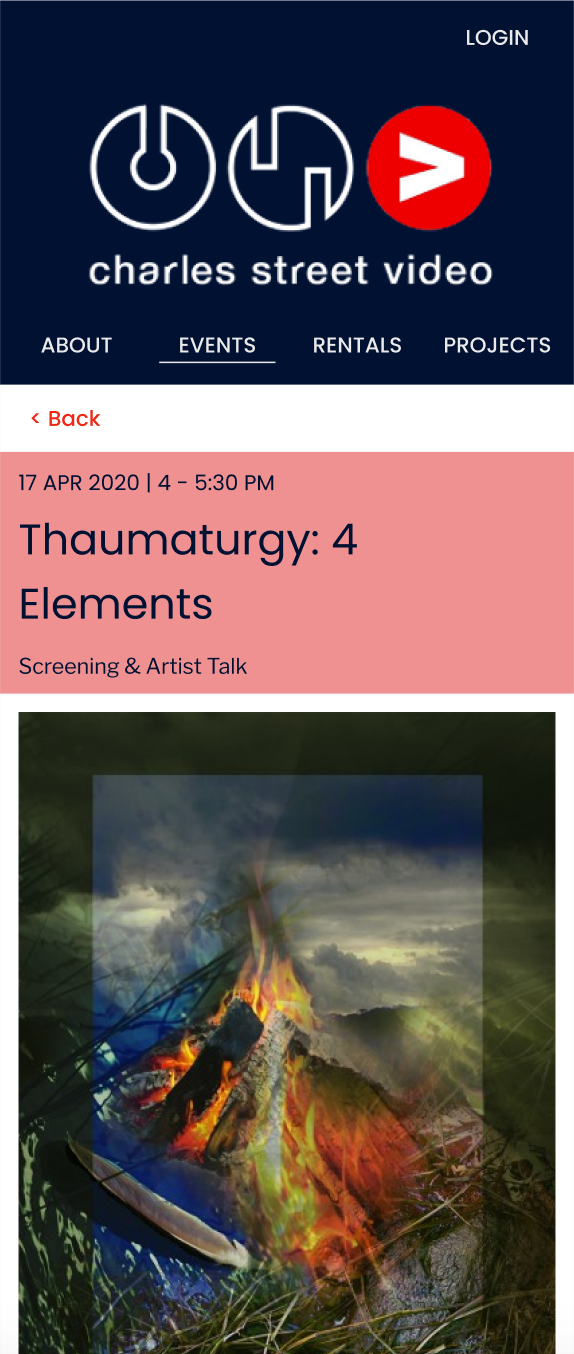 LOGIN
charles street video
ABOUT EVENTS RENTALS PROJECTS
< Back
17 APR 2020 | 4 - 5:30 PM
Thaumaturgy: 4
Elements
Screening & Artist Talk